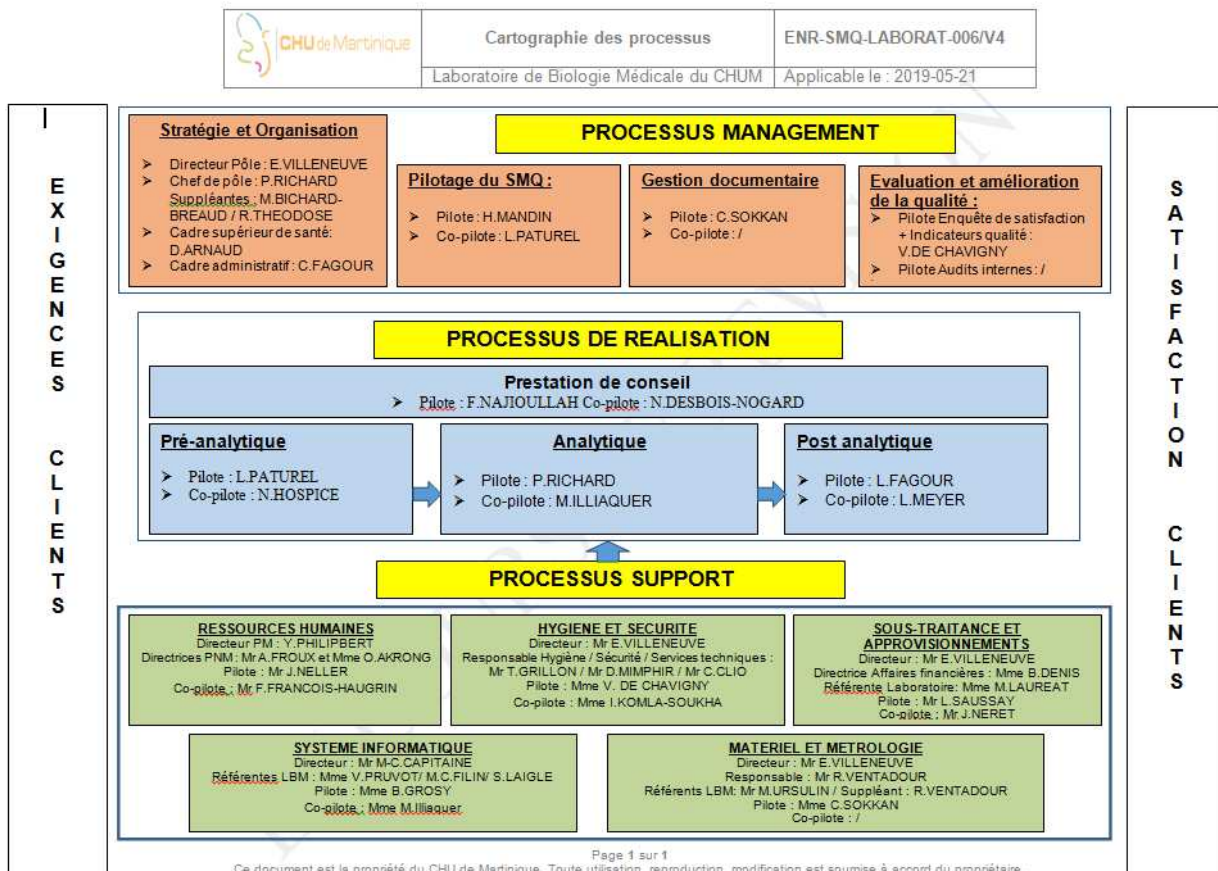 CHU de Martinique
Cartographie des processus
ENR-SMQ-LABORAT-006/V4
Laboratoire de Biologie Médicale du CHUM
Applicable le : 2019-05-21
EXIGENCES CLIENTS
PROCESSUS MANAGEMENT
Stratégie et Organisation
➢ Directeur Pôle : E.VILLENEUVE
➢ Chef de pôle : P.RICHARD
Suppléantes : M.BICHARD-
BREAUD / R.THEODOSE
➢ Cadre supérieur de santé:
D.ARNAUD
➢ Cadre administratif : C.FAGOUR
Pilotage du SMQ :
➢ Pilote : H.MANDIN
➢ Co-pilote : L.PATUREL
Gestion documentaire
➢ Pilote : C.SOKKAN
➢ Co-pilote : /
Evaluation et amélioration
de la qualité :
➢ Pilote Enquête de satisfaction
+ Indicateurs qualité :
V.DE CHAVIGNY
➢ Pilote Audits internes : /
PROCESSUS DE REALISATION
Prestation de conseil
➢ Pilote : F.NAJIOULLAH Co-pilote : N.DESBOIS-NOGARD
Pré-analytique
➢ Pilote : L.PATUREL
➢ Co-pilote : N.HOSPICE
Analytique
➢ Pilote : P.RICHARD
➢ Co-pilote : M.ILLIAQUER
Post analytique
➢ Pilote : L.FAGOUR
➢ Co-pilote : L.MEYER
PROCESSUS SUPPORT
RESSOURCES HUMAINES
Directeur PM : Y.PHILIPBERT
Directrices PNM : Mr A.FROUX et Mme O.AKRONG
Pilote : Mr J.NELLER
Co-pilote : Mr F.FRANCOIS-HAUGRIN
HYGIENE ET SECURITE
Directeur : Mr E.VILLENEUVE
Responsable Hygiène / Sécurité / Services techniques :
Mr T.GRILLON / Mr D.MIMPHIR / Mr C.CLIO
Pilote : Mme V. DE CHAVIGNY
Co-pilote : Mme I.KOMLA-SOUKHA
SOUS-TRAITANCE ET
APPROVISIONNEMENTS
Directeur : Mr E.VILLENEUVE
Directrice Affaires financières : Mme B.DENIS
Référente Laboratoire: Mme M.LAUREAT
Pilote : Mr L.SAUSSAY
Co-pilote : Mr J.NERET
SYSTEME INFORMATIQUE
Directeur : Mr M-C.CAPITAINE
Référentes LBM : Mme V.PRUVOT/ M.C.FILIN/ S.LAIGLE
Pilote : Mme B.GROSY
Co-pilote : Mme M.Illiaquer
MATERIEL ET METROLOGIE
Directeur : Mr E.VILLENEUVE
Responsable : Mr R.VENTADOUR
Référents LBM: Mr M.URSULIN / Suppléant : R.VENTADOUR
Pilote : Mme C.SOKKAN
Co-pilote : /
SATISFACTION CLIENTS
Page 1 sur 1
Ce document est la propriété du CHU de Martinique. Toute utilisation, reproduction, modification est soumise à accord du propriétaire